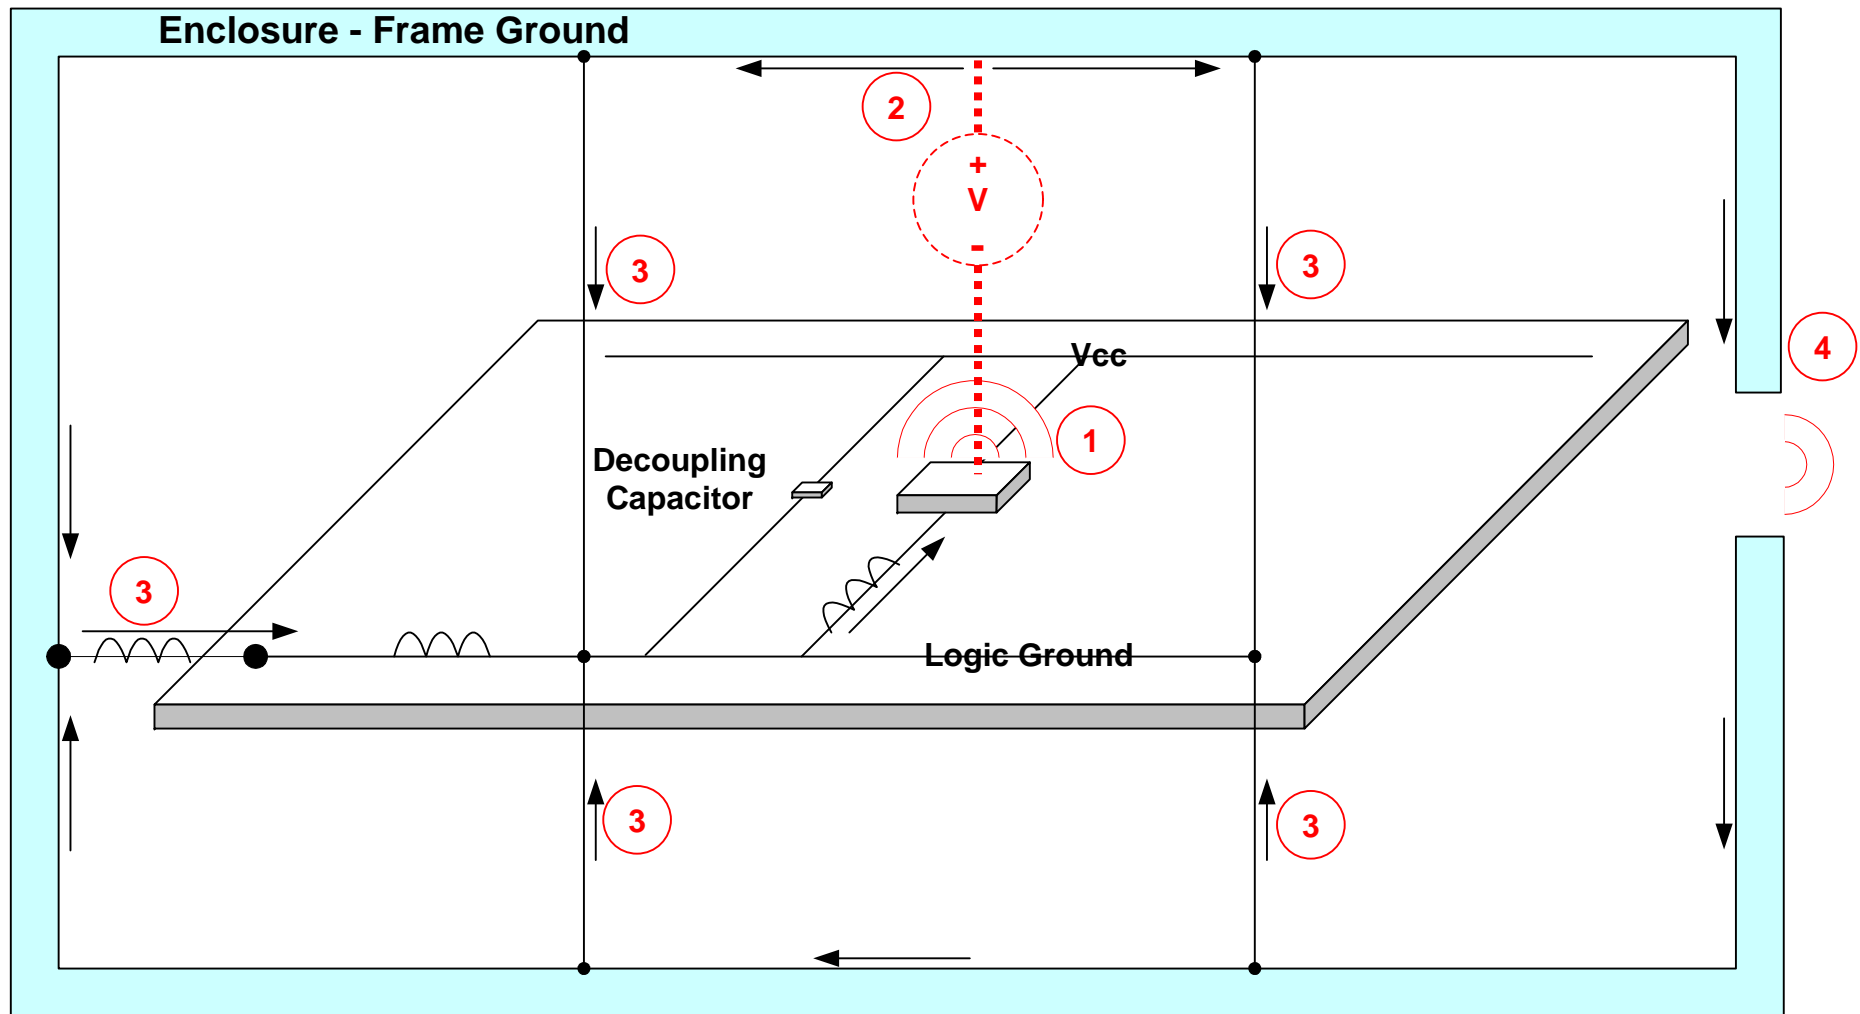 Enclosure - Frame Ground
2
+
V
-
3
3
Vcc
4
1
Decoupling
Capacitor
3
Logic Ground
3
3